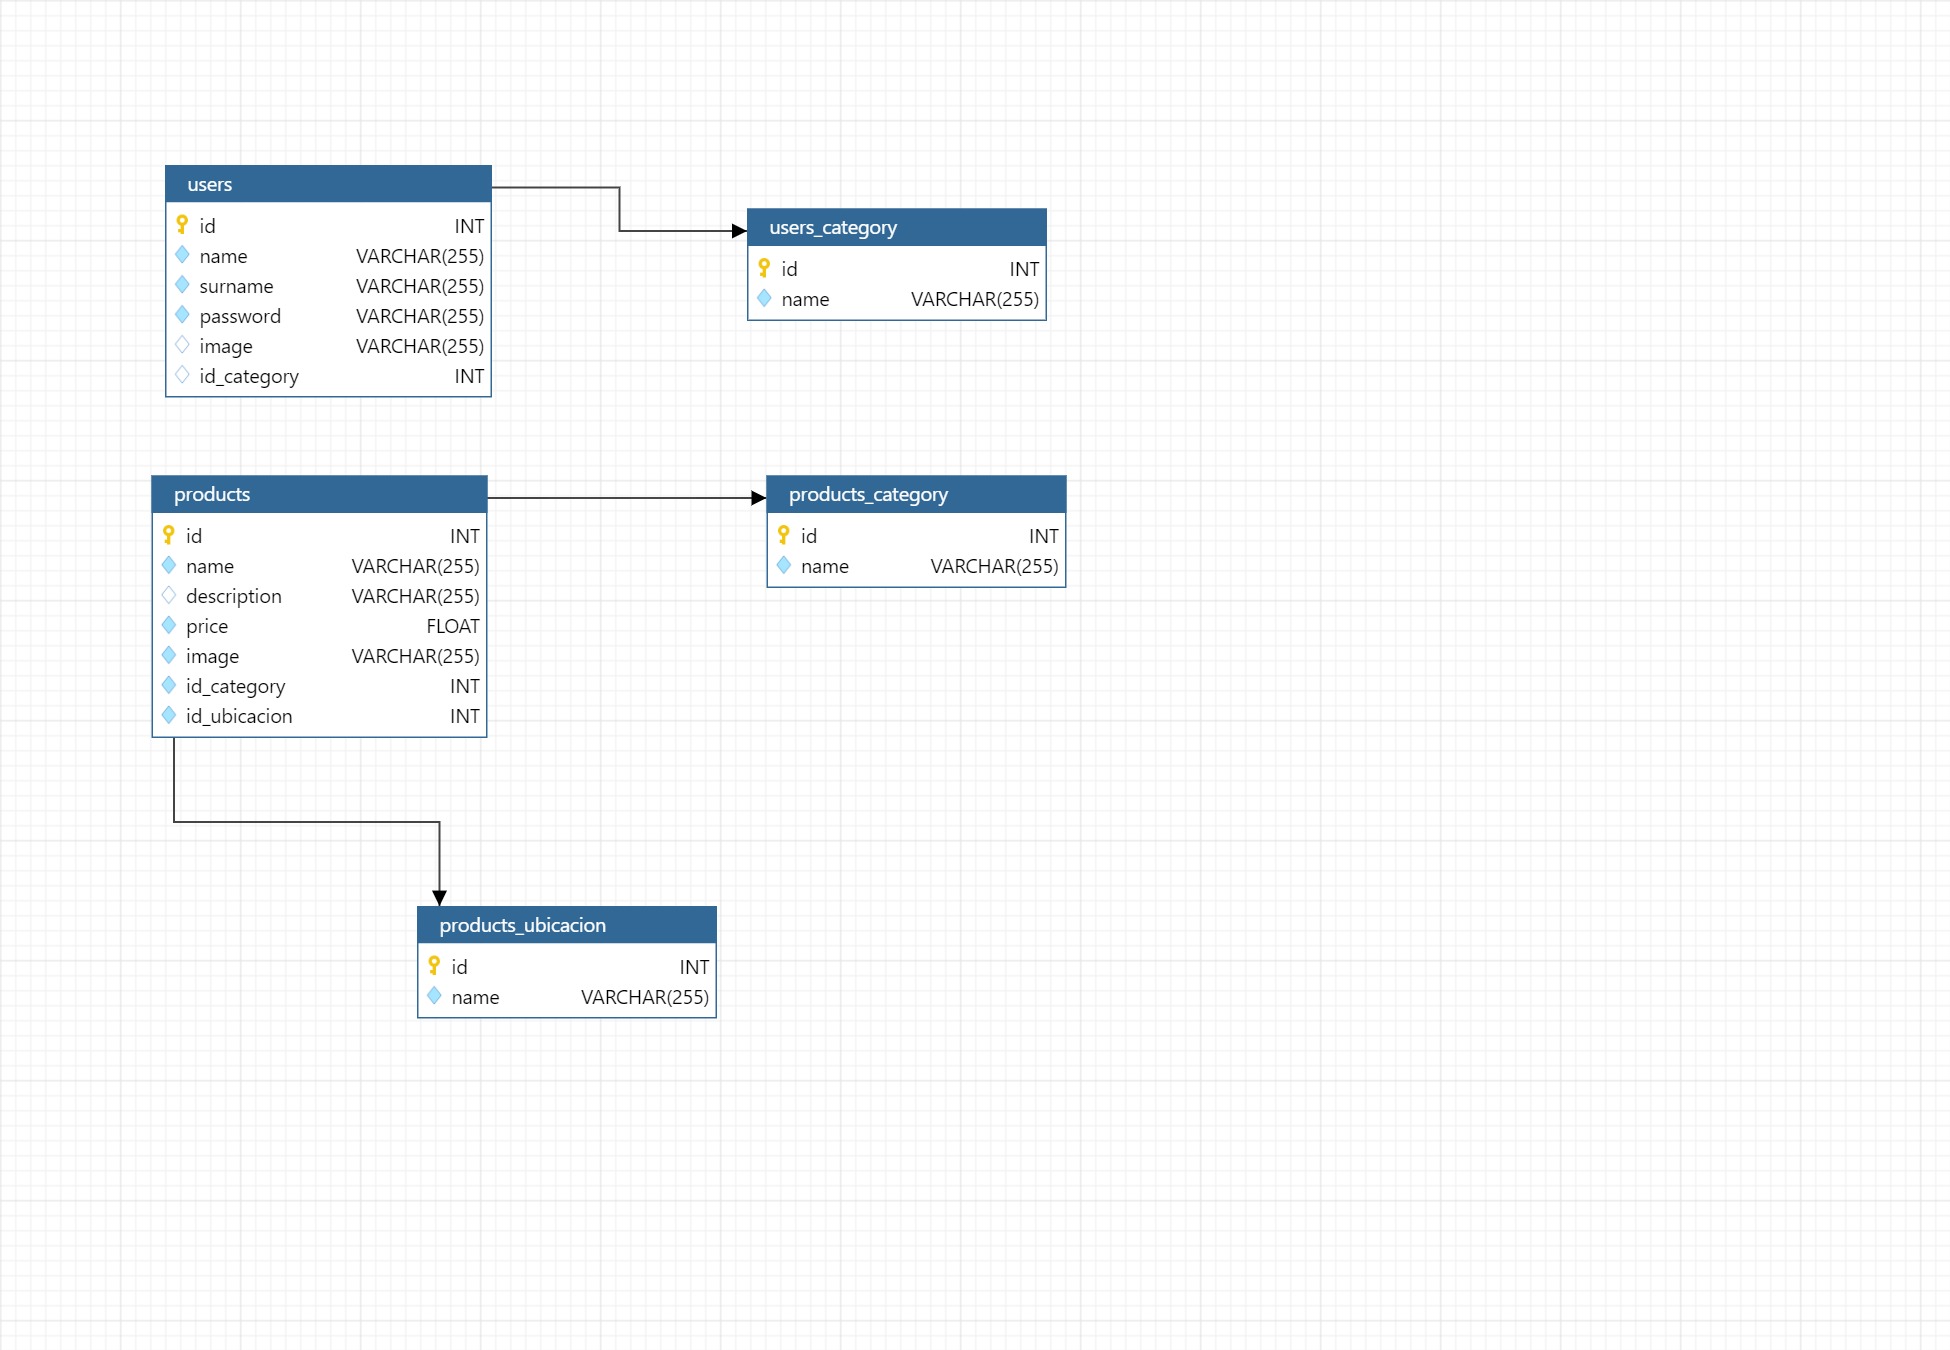 users
id INT
name VARCHAR(255)
surname VARCHAR(255)
password VARCHAR(255)
image VARCHAR(255)
id_category INT
users_category
id INT
name VARCHAR(255)
products
id INT
name VARCHAR(255)
description VARCHAR(255)
price FLOAT
image VARCHAR(255)
id_category INT
id_ubicacion INT
products_category
id INT
name VARCHAR(255)
products_ubicacion
id INT
name VARCHAR(255)